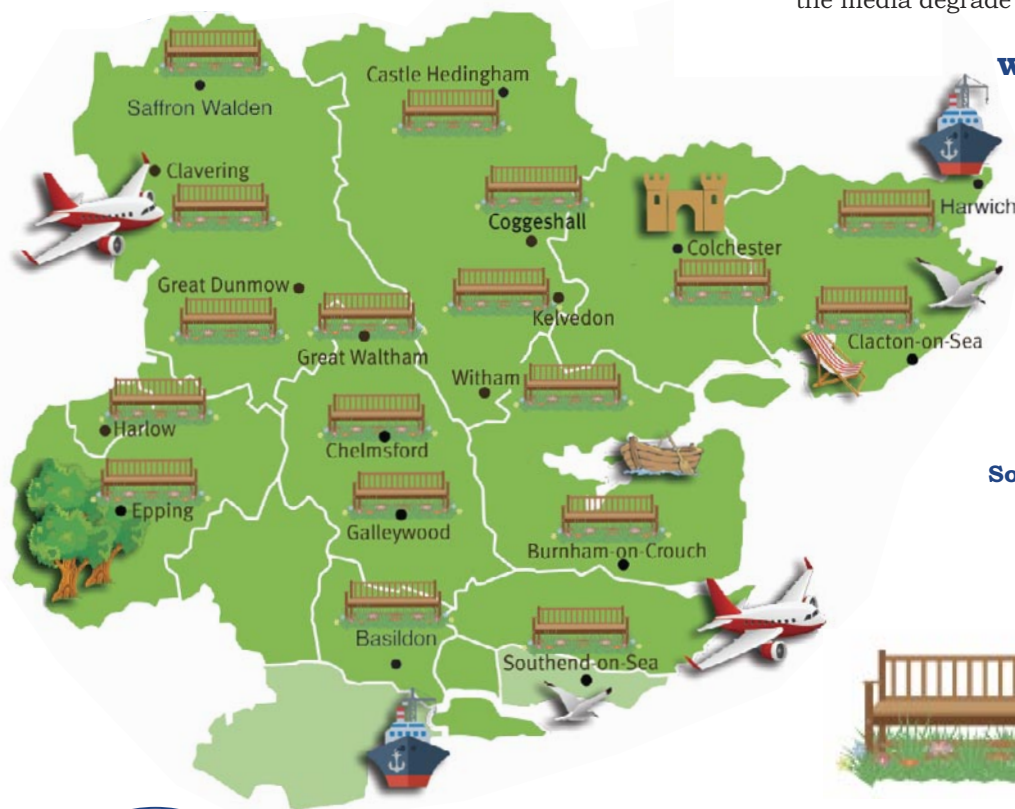 the media degrade
W
Castle Hedingham
Saffron Walden
Clavering
Harwich
Coggeshall
Colchester
Great Dunmow
Kelvedon
Great Waltham
Clacton-on-Sea
Witham
Harlow
Chelmsford
So
Epping
Galleywood
Burnham-on-Crouch
Basildon
Southend-on-Sea